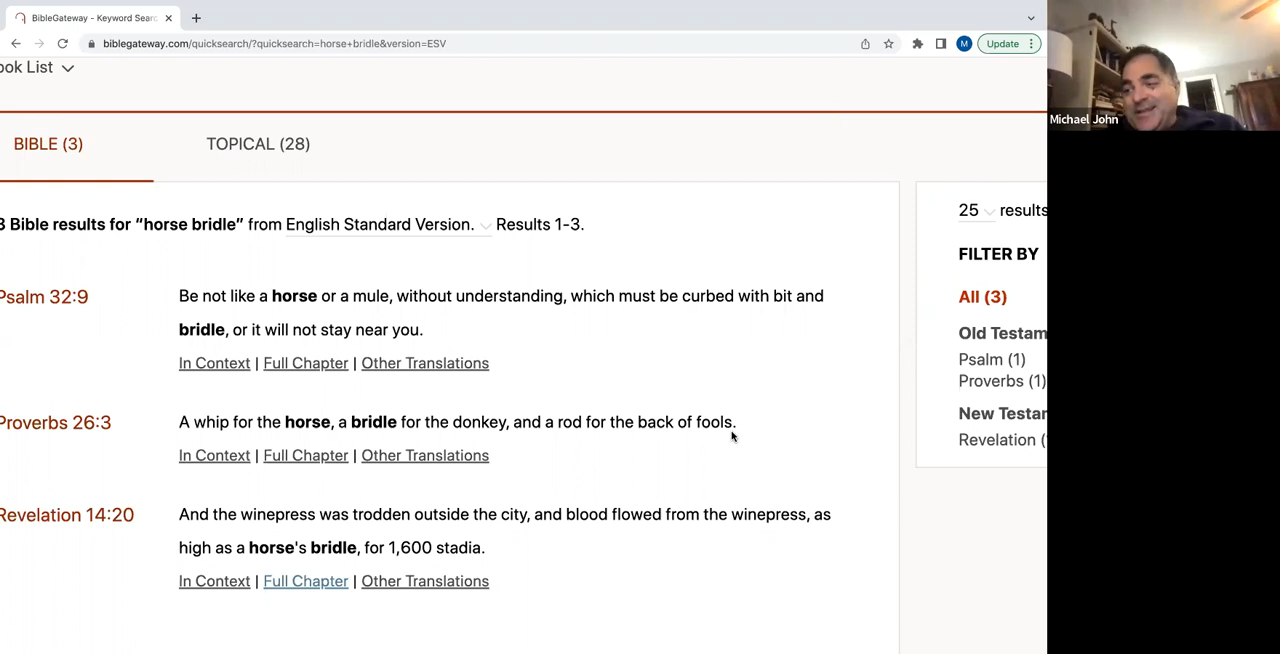 BibleGateway - Keyword Searc
biblegateway.com/quicksearch/?quicksearch=horse+bridle&version=ESV
M
Update
ook List
Michael John
BIBLE (3)
TOPICAL (28)
3 Bible results for “horse bridle” from English Standard Version. Results 1-3.
Psalm 32:9
Be not like a horse or a mule, without understanding, which must be curbed with bit and
bridle, or it will not stay near you.
In Context | Full Chapter | Other Translations
Proverbs 26:3
A whip for the horse, a bridle for the donkey, and a rod for the back of fools.
In Context | Full Chapter | Other Translations
Revelation 14:20
And the winepress was trodden outside the city, and blood flowed from the winepress, as
high as a horse's bridle, for 1,600 stadia.
In Context | Full Chapter | Other Translations
25 results
FILTER BY
All (3)
Old Testam
Psalm (1)
Proverbs (1)
New Testar
Revelation (